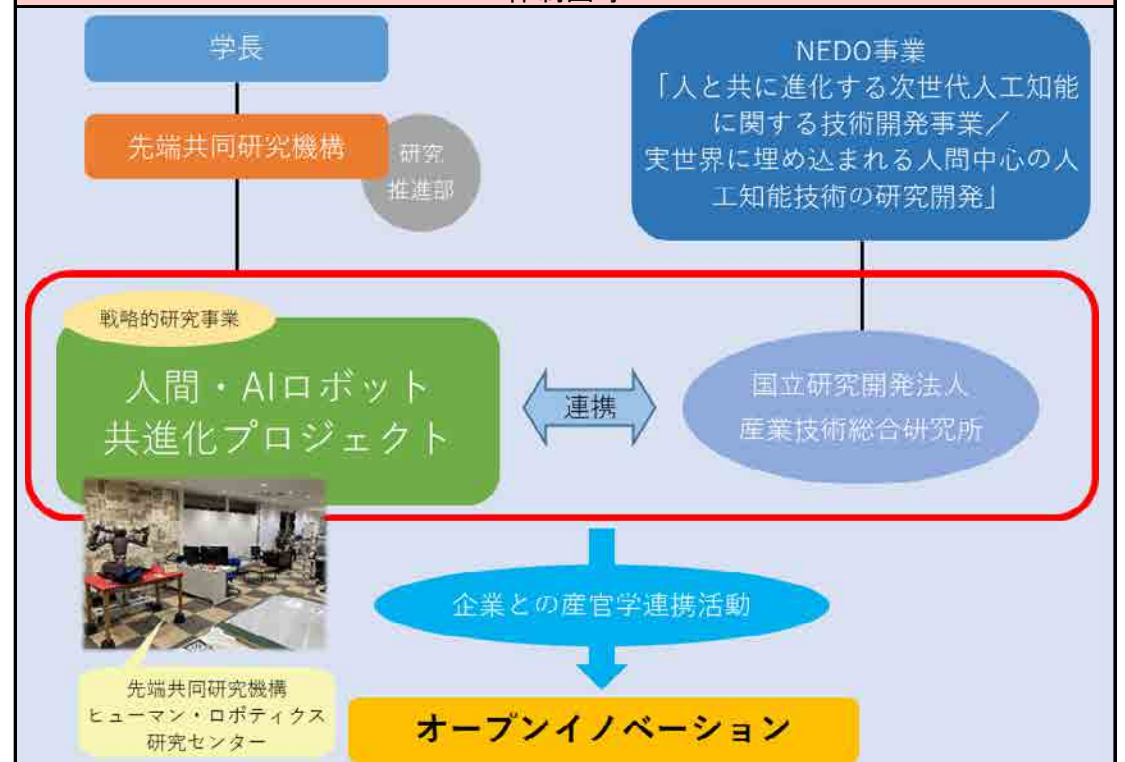 学長
先端共同研究機構
研究
推進部
NEDO事業
「人と共に進化する次世代人工知能
に関する技術開発事業／
実世界に埋め込まれる人間中心の人
工知能技術の研究開発」
戦略的研究事業
人間・AIロボット
共進化プロジェクト
連携
国立研究開発法人
産業技術総合研究所
企業との産官学連携活動
先端共同研究機構
ヒューマン・ロボティクス
研究センター
オープンイノベーション